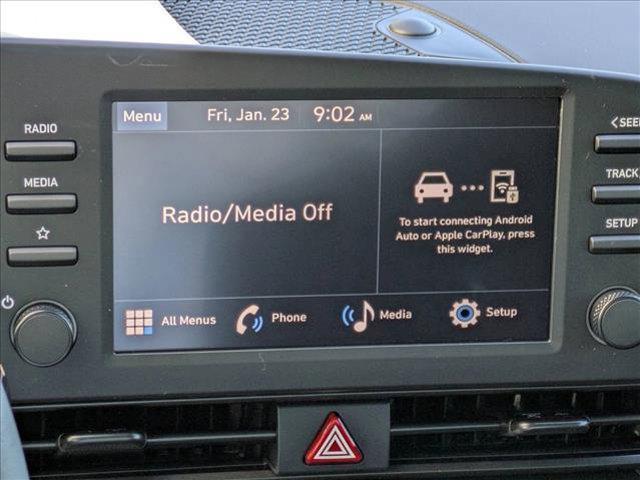 Menu Fri, Jan. 23 9:02 AM
RADIO
MEDIA
Radio/Media Off
To start connecting Android
Auto or Apple CarPlay, press
this widget.
All Menus Phone Media Setup
TRACK
SETUP